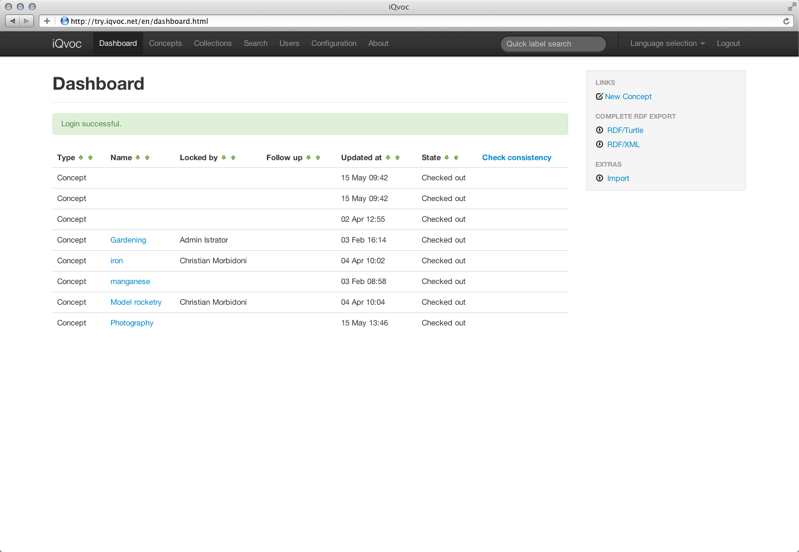 iQvoc
http://try.iqvoc.net/en/dashboard.html
iQvoc Dashboard Concepts Collections Search Users Configuration About Quick label search Language selection Logout
Dashboard
Login successful.
Type Name Locked by Follow up Updated at State Check consistency
Concept 15 May 09:42 Checked out
Concept 15 May 09:42 Checked out
Concept 02 Apr 12:55 Checked out
Concept Gardening Admin Istrator 03 Feb 16:14 Checked out
Concept iron Christian Morbidoni 04 Apr 10:02 Checked out
Concept manganese 03 Feb 08:58 Checked out
Concept Model rocketry Christian Morbidoni 04 Apr 10:04 Checked out
Concept Photography 15 May 13:46 Checked out
LINKS
New Concept
COMPLETE RDF EXPORT
RDF/Turtle
RDF/XML
EXTRAS
Import